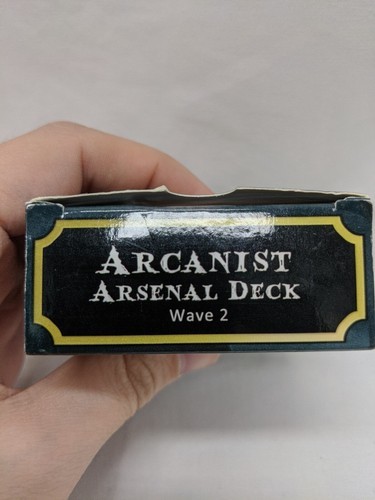 Arcanist
Arsenal Deck
Wave 2